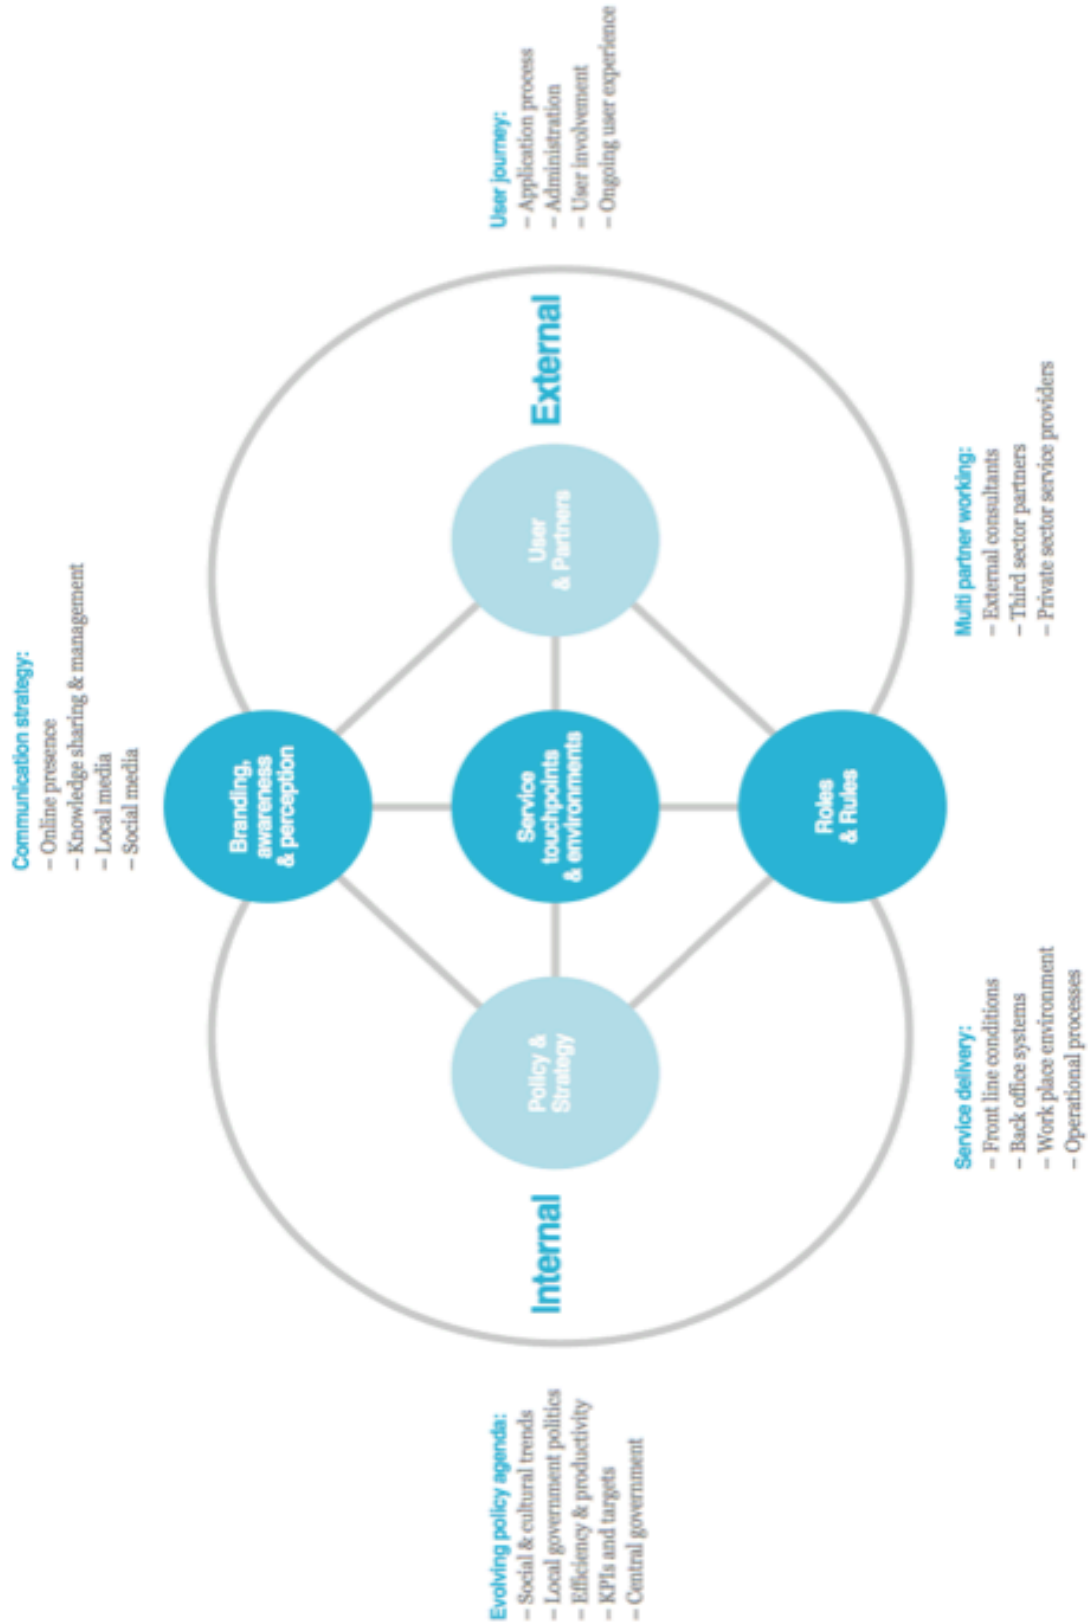 Communication strategy:
– Online presence
– Knowledge sharing & management
– Local media
– Social media
Evolving policy agenda:
– Social & cultural trends
– Local government politics
– Efficiency & productivity
– KPIs and targets
– Central government
Internal
Policy &
Strategy
Branding,
awareness
& perception
Service
touchpoints
& environments
Roles
& Rules
User
& Partners
External
User journey:
– Application process
– Administration
– User involvement
– Ongoing user experience
Service delivery:
– Front line conditions
– Back office systems
– Work place environment
– Operational processes
Multi partner working:
– External consultants
– Third sector partners
– Private sector service providers